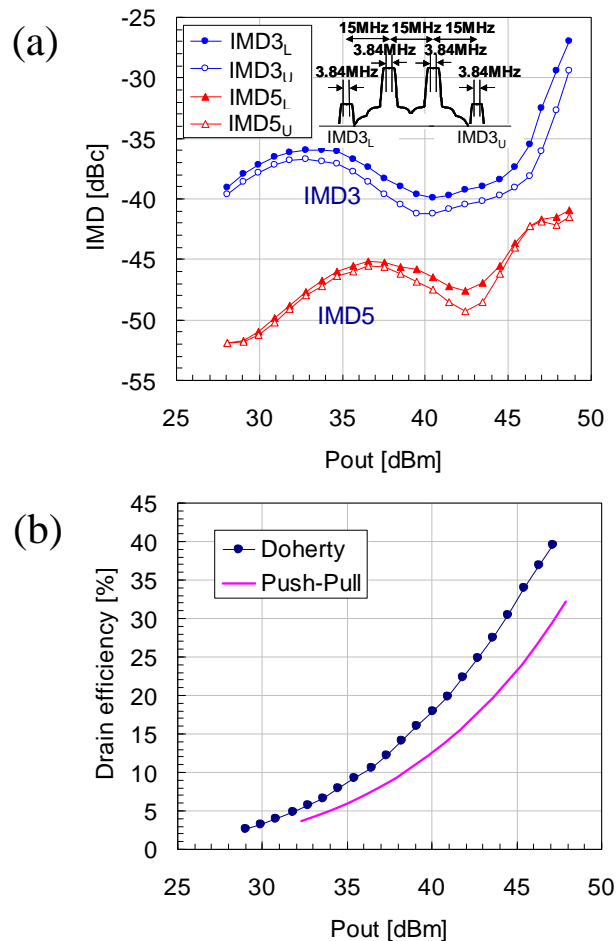 (a)
IMD3L
IMD3U
IMD5L
IMD5U
15MHz 15MHz 15MHz
3.84MHz 3.84MHz
3.84MHz 3.84MHz
IMD3L IMD3U
IMD3
IMD5
IMD [dBc]
-25
-30
-35
-40
-45
-50
-55
25 30 35 40 45 50
Pout [dBm]
(b)
Doherty
Push-Pull
Drain efficiency [%]
45
40
35
30
25
20
15
10
5
0
25 30 35 40 45 50
Pout [dBm]